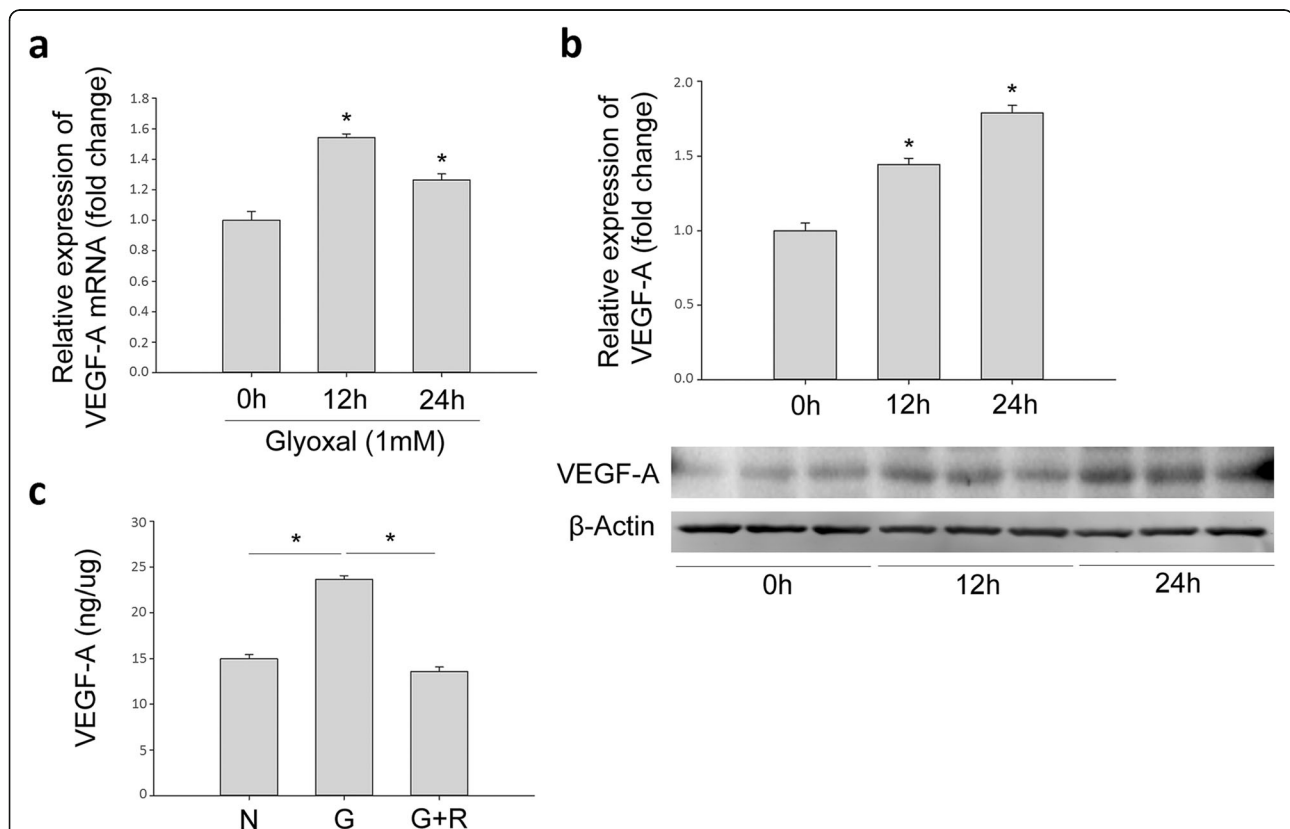 a
Relative expression of
VEGF-A mRNA (fold change)
1.8
1.6
1.4
1.2
1.0
0.8
0.6
0.4
0.2
0.0
*
*
0h 12h 24h
Glyoxal (1mM)
b
Relative expression of
VEGF-A (fold change)
2.0
1.5
1.0
0.5
0.0
*
*
0h 12h 24h
VEGF-A
β-Actin
0h 12h 24h
c
VEGF-A (ng/ug)
30
25
20
15
10
5
0
* *
N G G+R